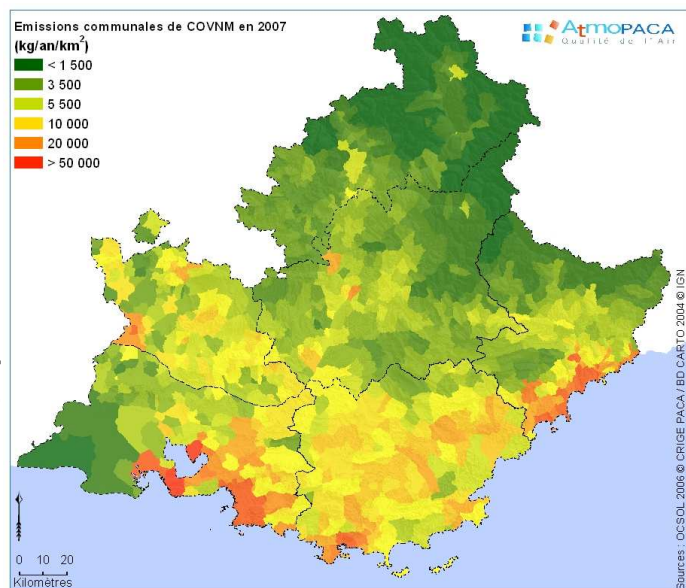 Emissions communales de COVNM en 2007
(kg/an/km²)
< 1 500
3 500
5 500
10 000
20 000
> 50 000
AtmoPACA
Qualité de l'Air
0 10 20
Kilomètres
Sources : OCSOL 2006 © CRIGE PACA / BD CARTO 2004 © IGN